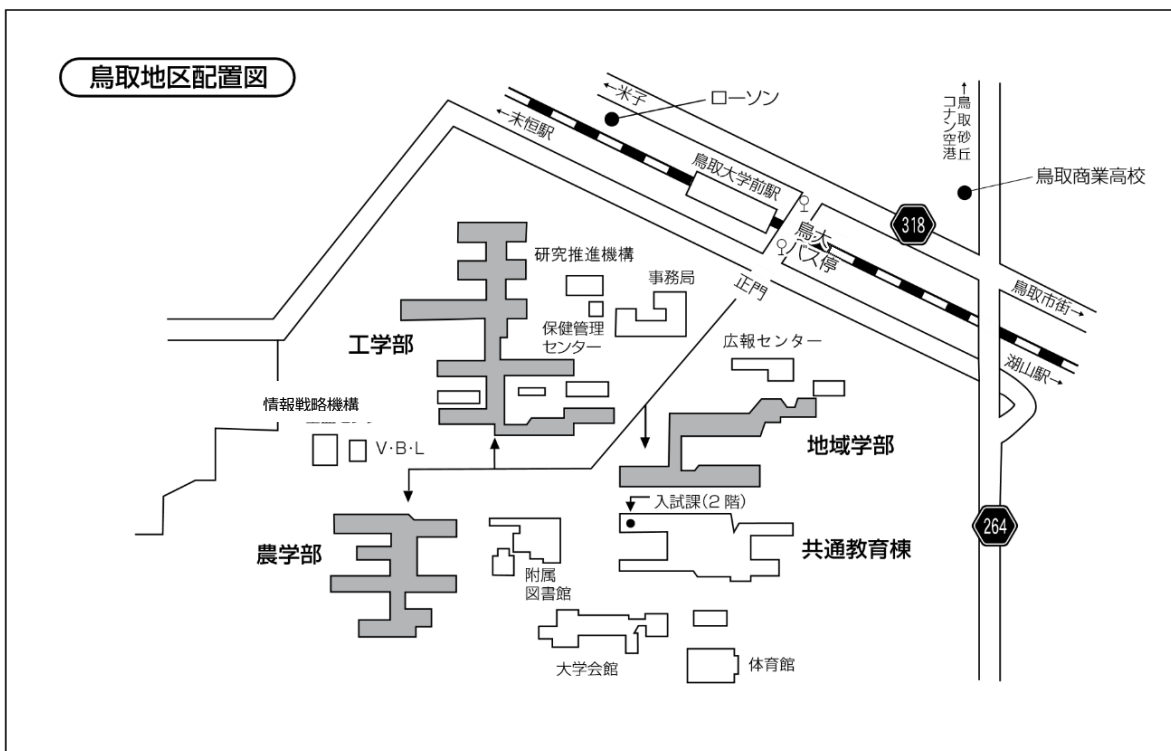 鳥取地区配置図
←米子
ローソン
←末恒駅
鳥取大学前駅
↑鳥取砂丘
コナン空港
鳥取商業高校
318
鳥大
バス停
鳥取市街→
湖山駅→
正門
研究推進機構
事務局
保健管理
センター
工学部
広報センター
情報戦略機構
V・B・L
地域学部
入試課(2階)
264
農学部
共通教育棟
附属
図書館
大学会館
体育館